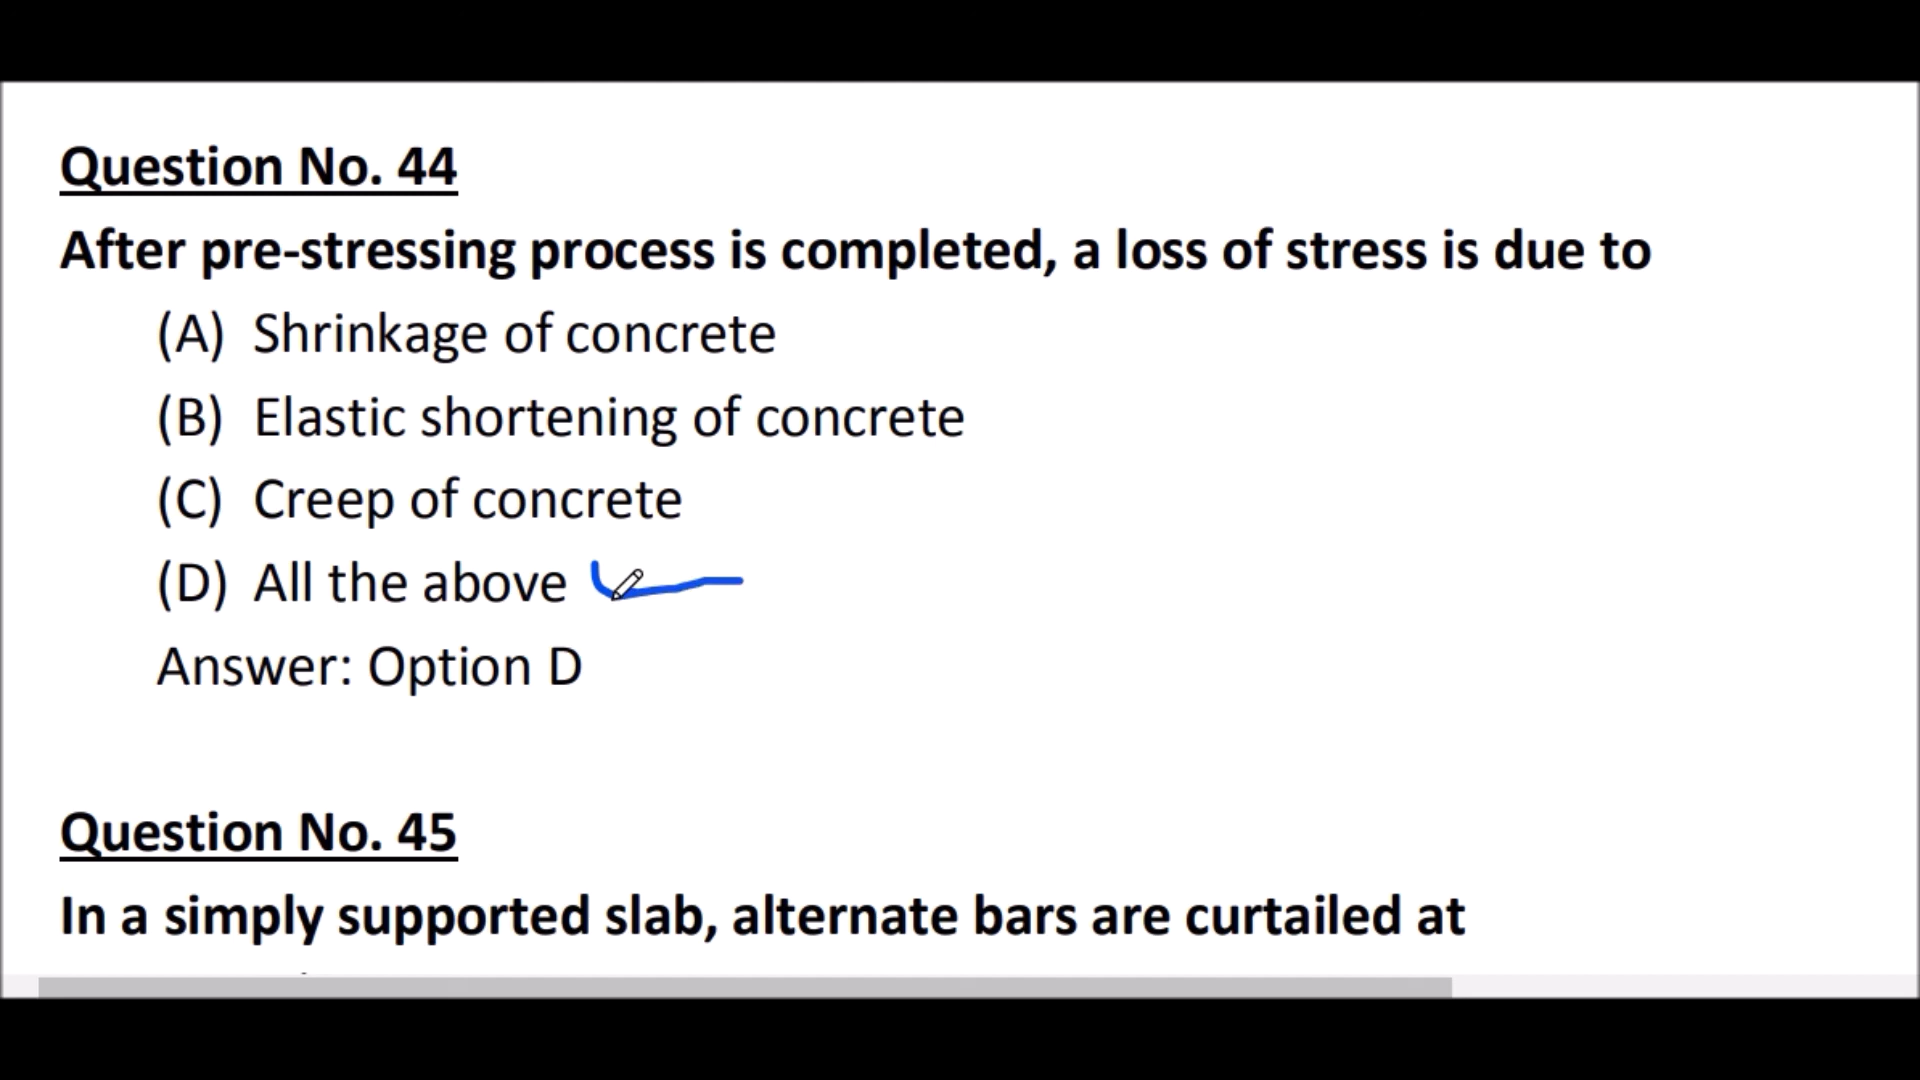 Question No. 44
After pre-stressing process is completed, a loss of stress is due to
(A) Shrinkage of concrete
(B) Elastic shortening of concrete
(C) Creep of concrete
(D) All the above
Answer: Option D
Question No. 45
In a simply supported slab, alternate bars are curtailed at